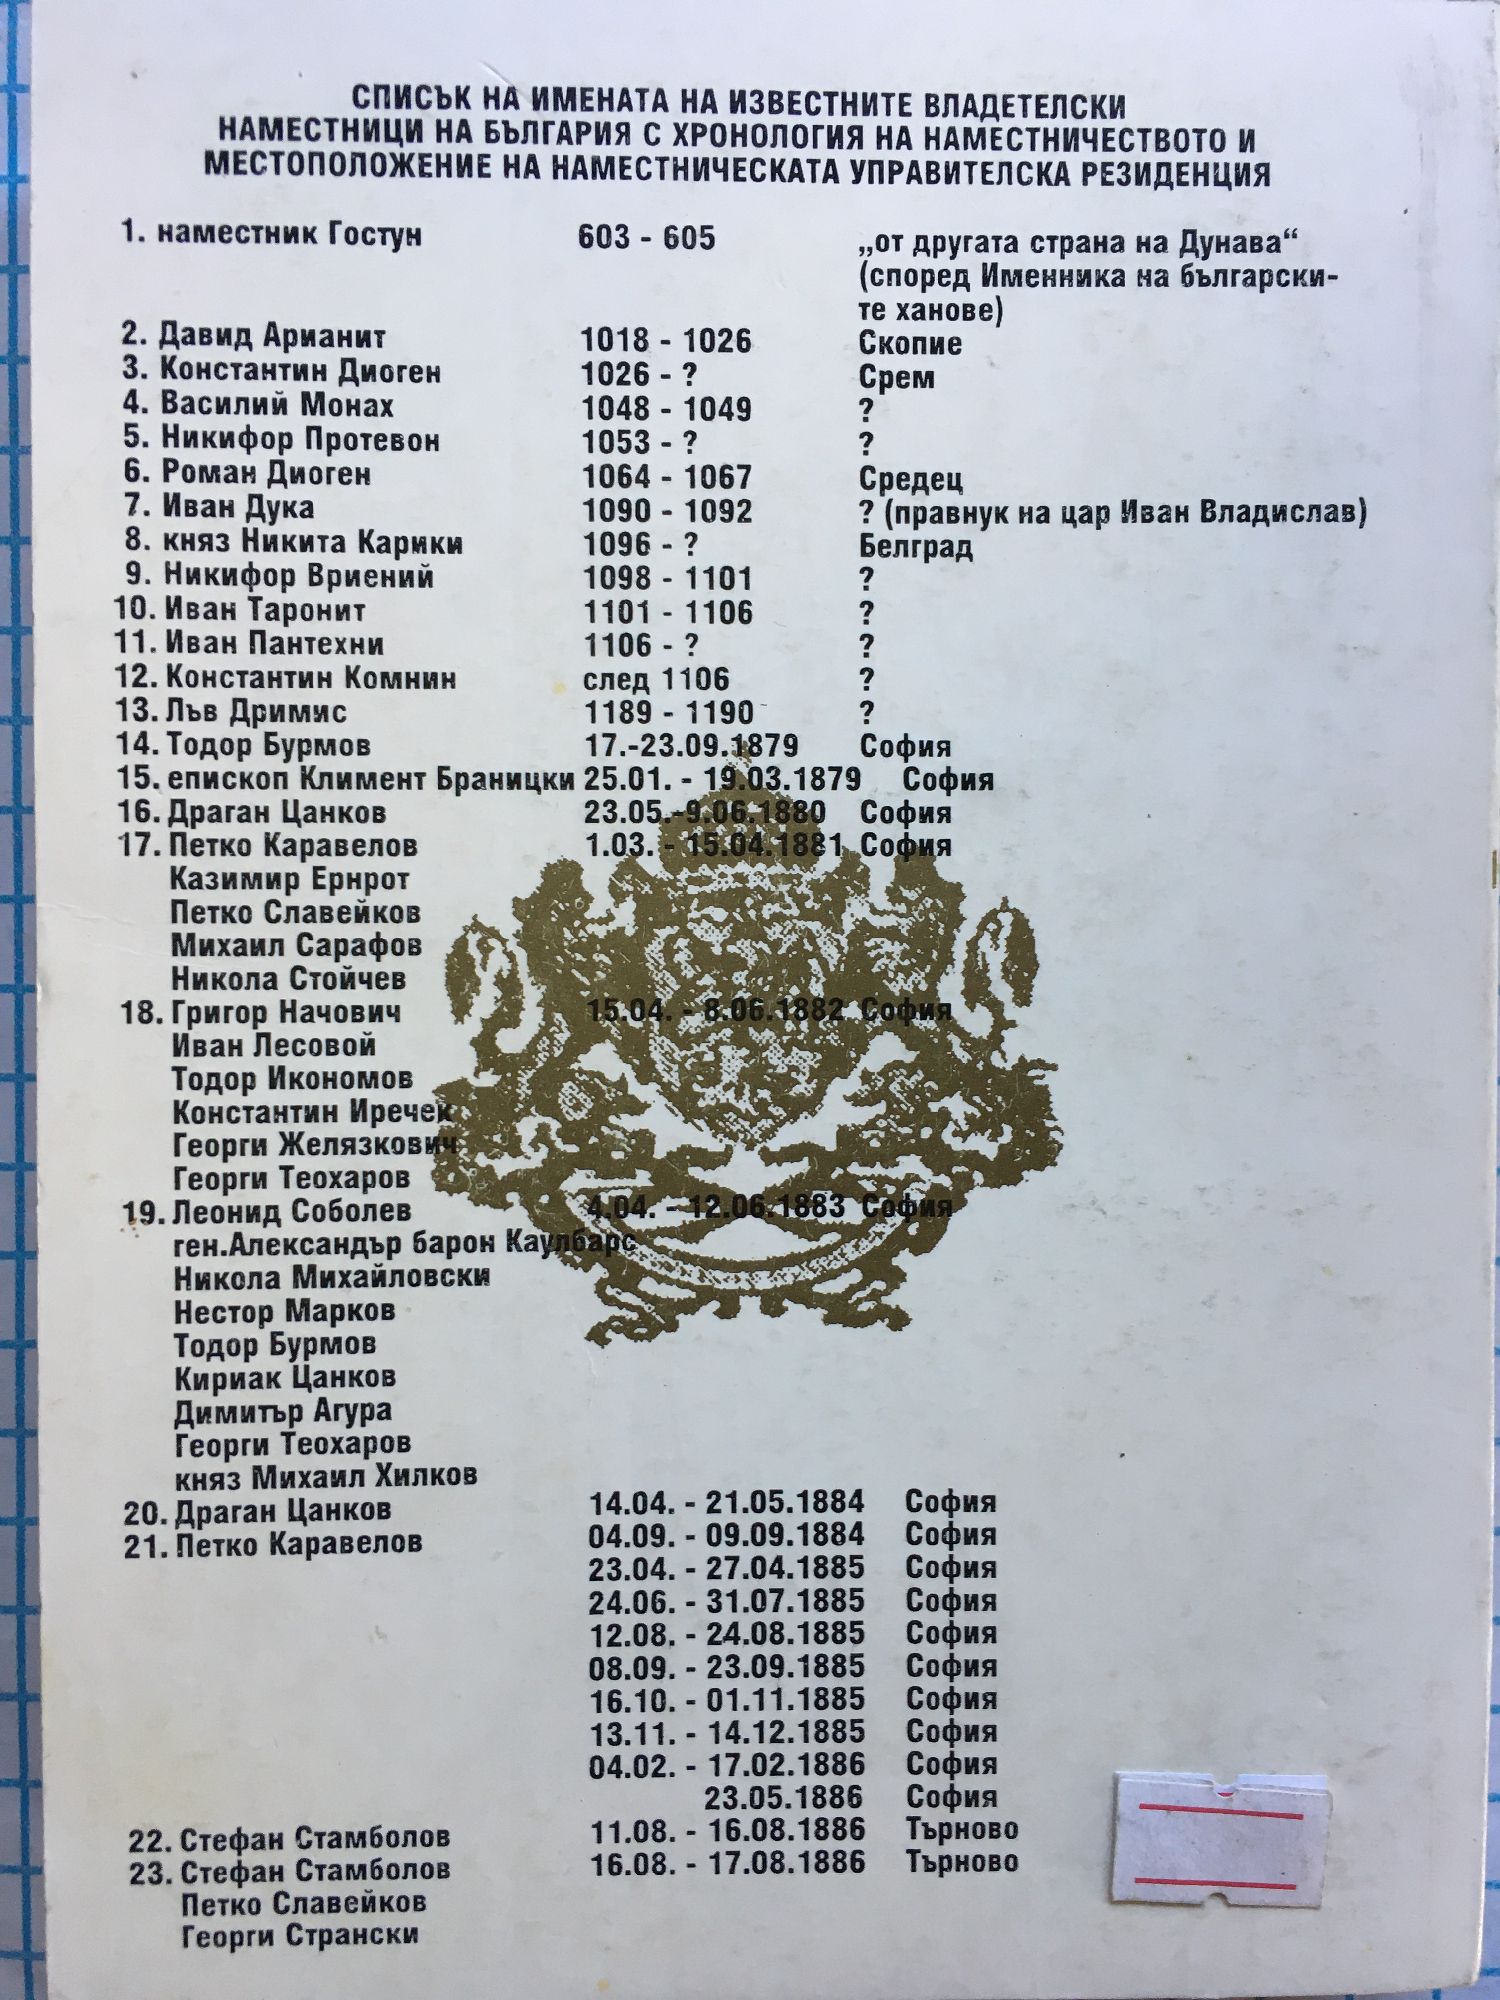 СПИСЪК НА ИМЕНАТА НА ИЗВЕСТНИТЕ ВЛАДЕТЕЛСКИ
НАМЕСТНИЦИ НА БЪЛГАРИЯ С ХРОНОЛОГИЯ НА НАМЕСТНИЧЕСТВОТО И
МЕСТОПОЛОЖЕНИЕ НА НАМЕСТНИЧЕСКАТА УПРАВИТЕЛСКА РЕЗИДЕНЦИЯ
1. наместник Гостун 603 - 605 „от другата страна на Дунава“
(според Именника на български-
те ханове)
2. Давид Арианит 1018 - 1026 Скопие
3. Константин Диоген 1026 - ? Срем
4. Василий Монах 1048 - 1049 ?
5. Никифор Протевон 1053 - ? ?
6. Роман Диоген 1064 - 1067 Средец
7. Иван Дука 1090 - 1092 ? (правнук на цар Иван Владислав)
8. княз Никита Карики 1096 - ? Белград
9. Никифор Вриений 1098 - 1101 ?
10. Иван Таронит 1101 - 1106 ?
11. Иван Пантехни 1106 - ? ?
12. Константин Комнин след 1106 ?
13. Лъв Дримис 1189 - 1190 ?
14. Тодор Бурмов 17.-23.09.1879 София
15. епископ Климент Браницки 25.01. - 19.03.1879 София
16. Драган Цанков 23.05.-9.06.1880 София
17. Петко Каравелов 1.03. - 15.04.1881 София
Казимир Ернрот
Петко Славейков
Михаил Сарафов
Никола Стойчев
18. Григор Начович 15.04. - 8.06.1882 София
Иван Лесовой
Тодор Икономов
Константин Иречек
Георги Желязкович
Георги Теохаров
19. Леонид Соболев 4.04. - 12.06.1883 София
ген.Александър барон Каулбарс
Никола Михайловски
Нестор Марков
Тодор Бурмов
Кириак Цанков
Димитър Агура
Георги Теохаров
княз Михаил Хилков
20. Драган Цанков 14.04. - 21.05.1884 София
21. Петко Каравелов 04.09. - 09.09.1884 София
23.04. - 27.04.1885 София
24.06. - 31.07.1885 София
12.08. - 24.08.1885 София
08.09. - 23.09.1885 София
16.10. - 01.11.1885 София
13.11. - 14.12.1885 София
04.02. - 17.02.1886 София
23.05.1886 София
22. Стефан Стамболов 11.08. - 16.08.1886 Търново
23. Стефан Стамболов 16.08. - 17.08.1886 Търново
Петко Славейков
Георги Странски